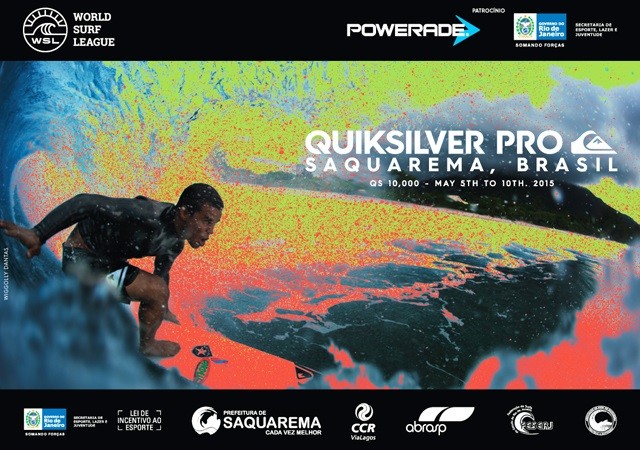 WSL
WORLD
SURF
LEAGUE
PATROCÍNIO
POWERADE
GOVERNO DO
Rio de
Janeiro
SOMANDO FORÇAS
SECRETARIA DE
ESPORTE, LAZER E
JUVENTUDE
QUIKSILVER PRO
SAQUAREMA, BRASIL
QS 10,000 - MAY 5TH TO 10TH. 2015
WIGGOLLY DANTAS
GOVERNO DO
Rio de
Janeiro
SOMANDO FORÇAS
SECRETARIA DE
ESPORTE, LAZER E
JUVENTUDE
LEI DE
INCENTIVO AO
ESPORTE
PREFEITURA DE
SAQUAREMA
CADA VEZ MELHOR
CCR
ViaLagos
abrasp